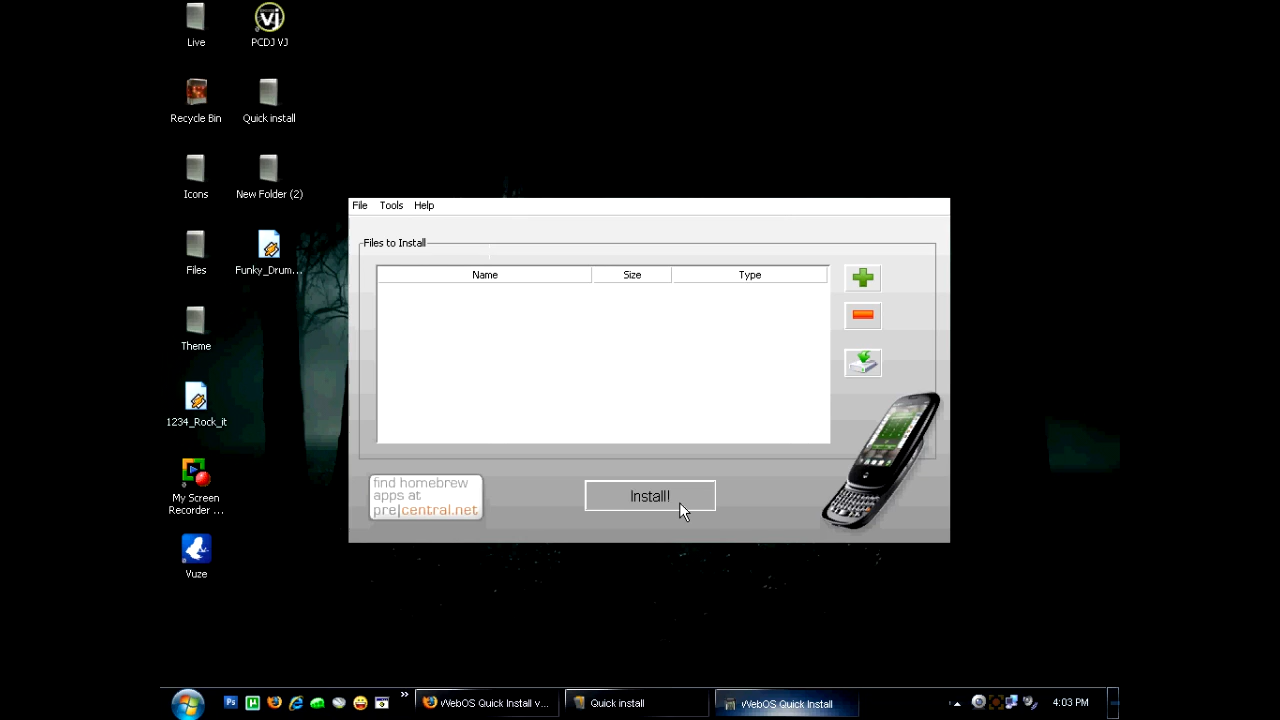 Live
PCDJ VJ
Recycle Bin
Quick install
Icons
New Folder (2)
Files
Funky_Drum...
Theme
1234_Rock_it
My Screen
Recorder ...
Vuze
File Tools Help
Files to Install
Name Size Type
find homebrew
apps at
pre|central.net
Install!
Ps
WebOS Quick Install v...
Quick install
WebOS Quick Install
4:03 PM